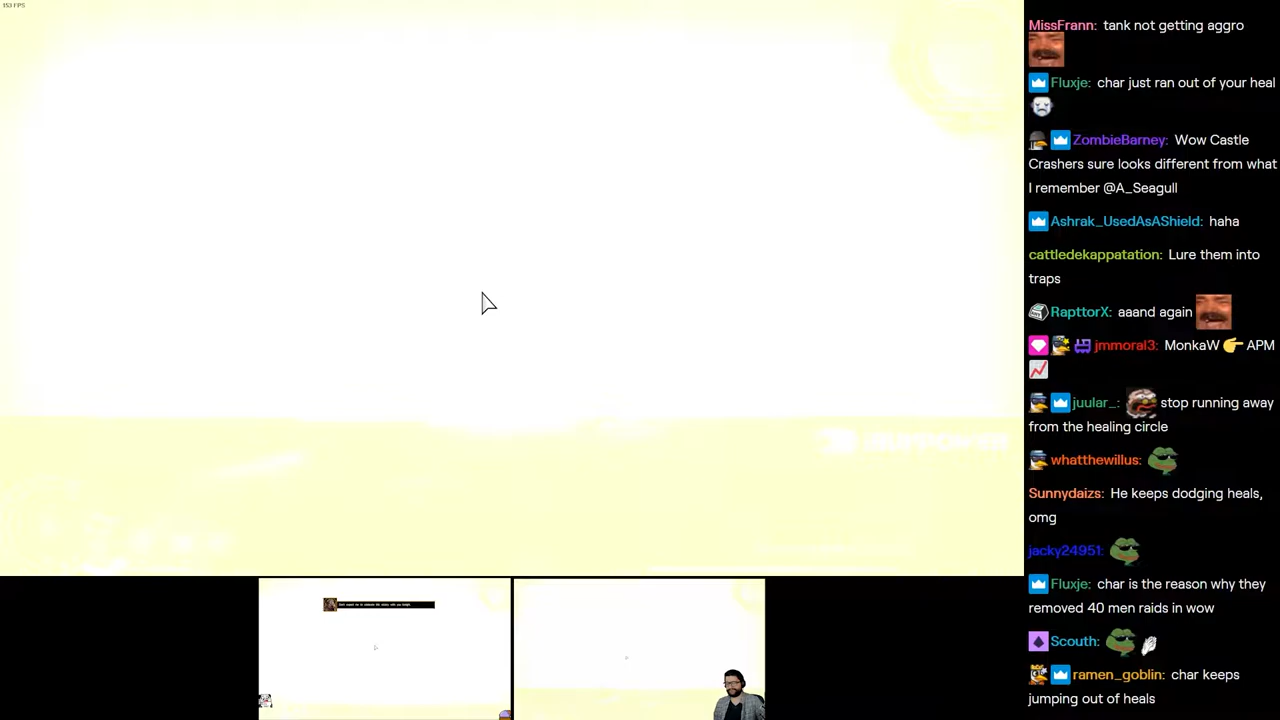 153 FPS
MissFrann: tank not getting aggro
Fluxje: char just ran out of your heal
ZombieBarney: Wow Castle
Crashers sure looks different from what
I remember @A_Seagull
Ashrak_UsedAsAShield: haha
cattledekappatation: Lure them into
traps
RapttorX: aaand again
jmmoral3: MonkaW 👉 APM
📈
juular_: stop running away
from the healing circle
whatthewillus:
Sunnydaizs: He keeps dodging heals,
omg
jacky24951:
Fluxje: char is the reason why they
removed 40 men raids in wow
Scouth:
ramen_goblin: char keeps
jumping out of heals